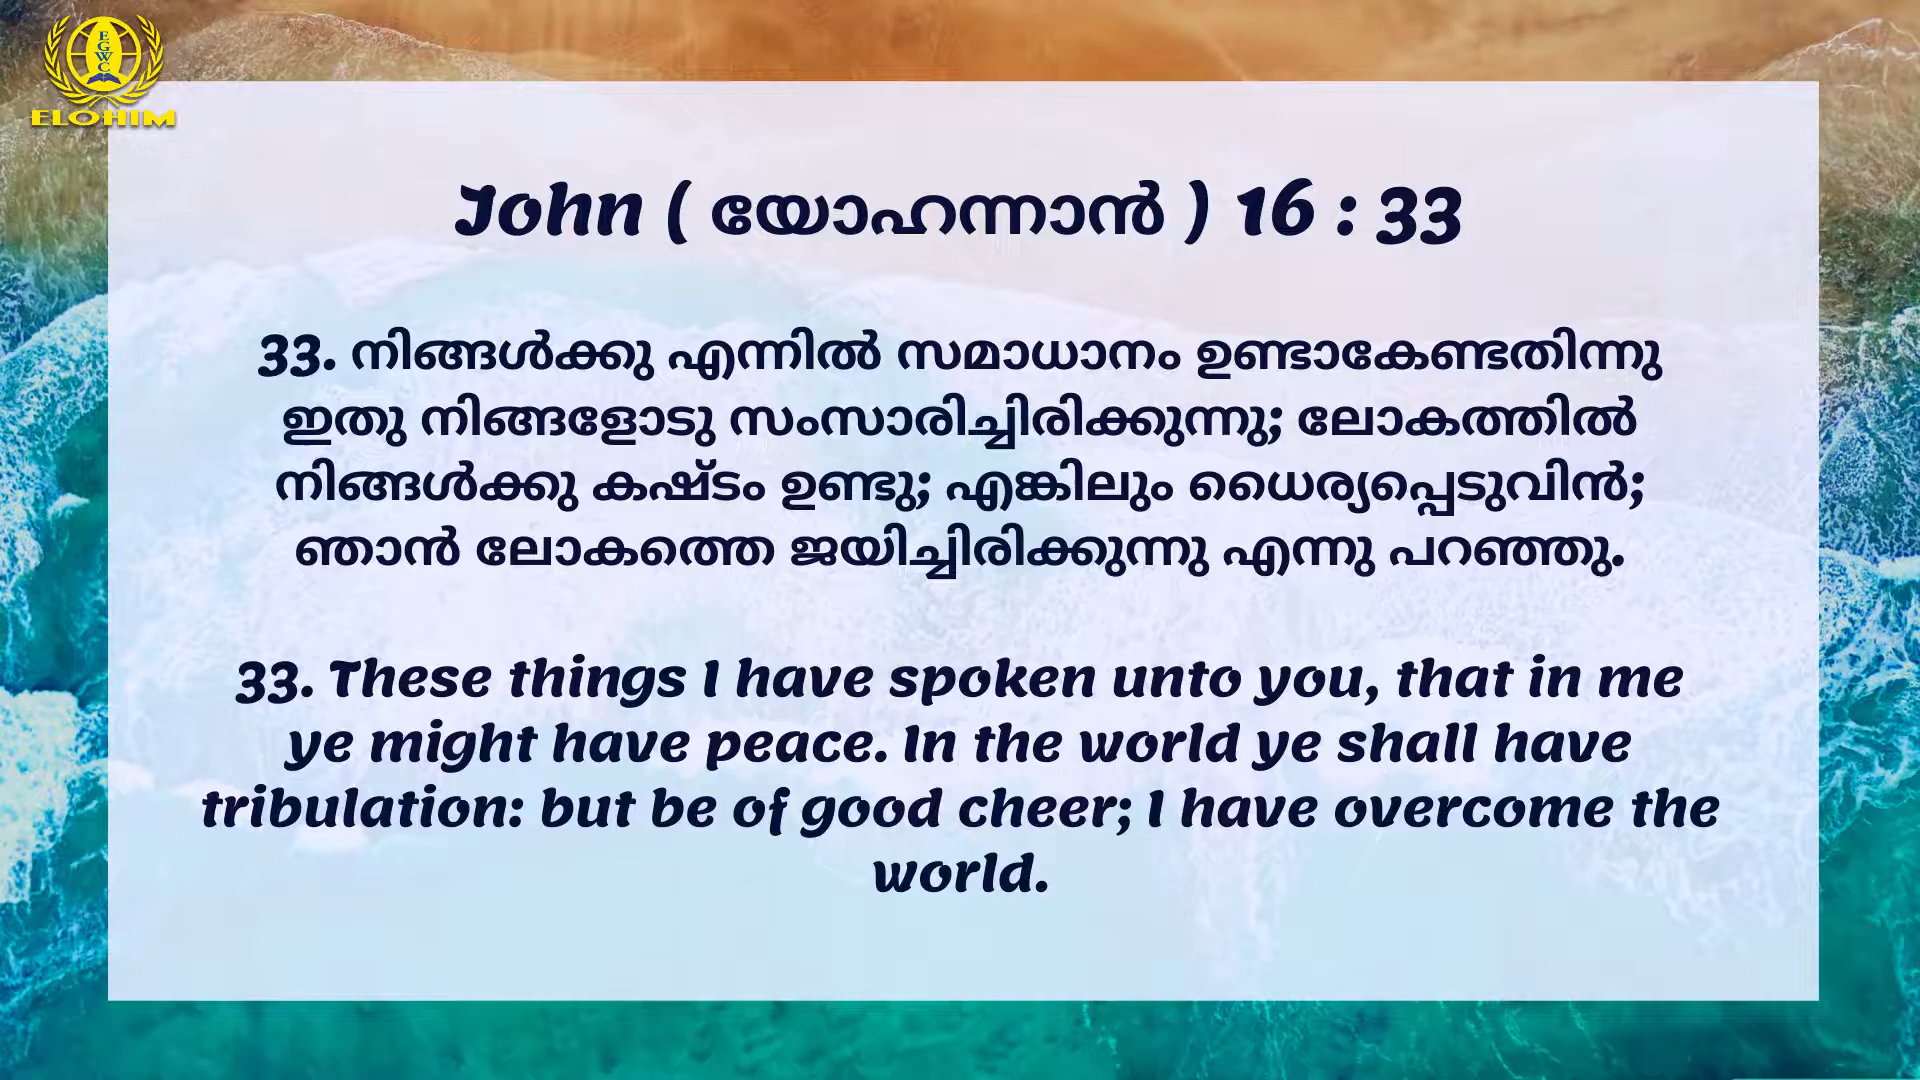 EGWC
ELOHIM
John ( യോഹന്നാൻ ) 16 : 33
33. നിങ്ങൾക്കു എന്നിൽ സമാധാനം ഉണ്ടാകേണ്ടതിന്നു
ഇതു നിങ്ങളോടു സംസാരിച്ചിരിക്കുന്നു; ലോകത്തിൽ
നിങ്ങൾക്കു കഷ്ടം ഉണ്ടു; എങ്കിലും ധൈര്യപ്പെടുവിൻ;
ഞാൻ ലോകത്തെ ജയിച്ചിരിക്കുന്നു എന്നു പറഞ്ഞു.
33. These things I have spoken unto you, that in me
ye might have peace. In the world ye shall have
tribulation: but be of good cheer; I have overcome the
world.